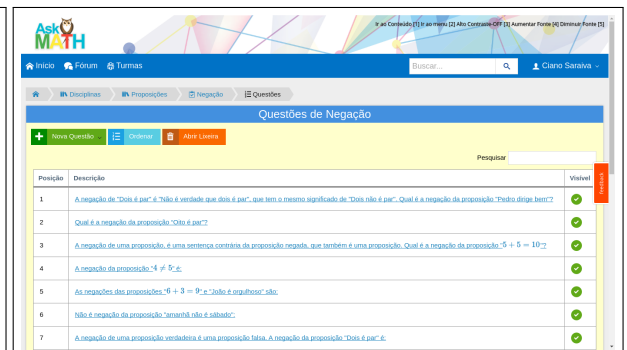 Ask
MATH
Ir ao Conteúdo [1] Ir ao menu [2] Alto Contraste-OFF [3] Aumentar Fonte [4] Diminuir Fonte [5]
Início Fórum Turmas Buscar... Ciano Saraiva
Disciplinas Proposições Negação Questões
Questões de Negação
Nova Questão Ordenar Abrir Lixeira
Pesquisar
feedback
Posição Descrição Visível
1 A negação de "Dois é par" é "Não é verdade que dois é par", que tem o mesmo significado de "Dois não é par". Qual é a negação da proposição "Pedro dirige bem"?
2 Qual é a negação da proposição "Oito é par"?
3 A negação de uma proposição, é uma sentença contrária da proposição negada, que também é uma proposição. Qual é a negação da proposição "5 + 5 = 10"?
4 A negação da proposição "4 ≠ 5" é:
5 As negações das proposições "6 + 3 = 9" e "João é orgulhoso" são:
6 Não é negação da proposição "amanhã não é sábado":
7 A negação de uma proposição verdadeira é uma proposição falsa. A negação da proposição "Dois é par" é: